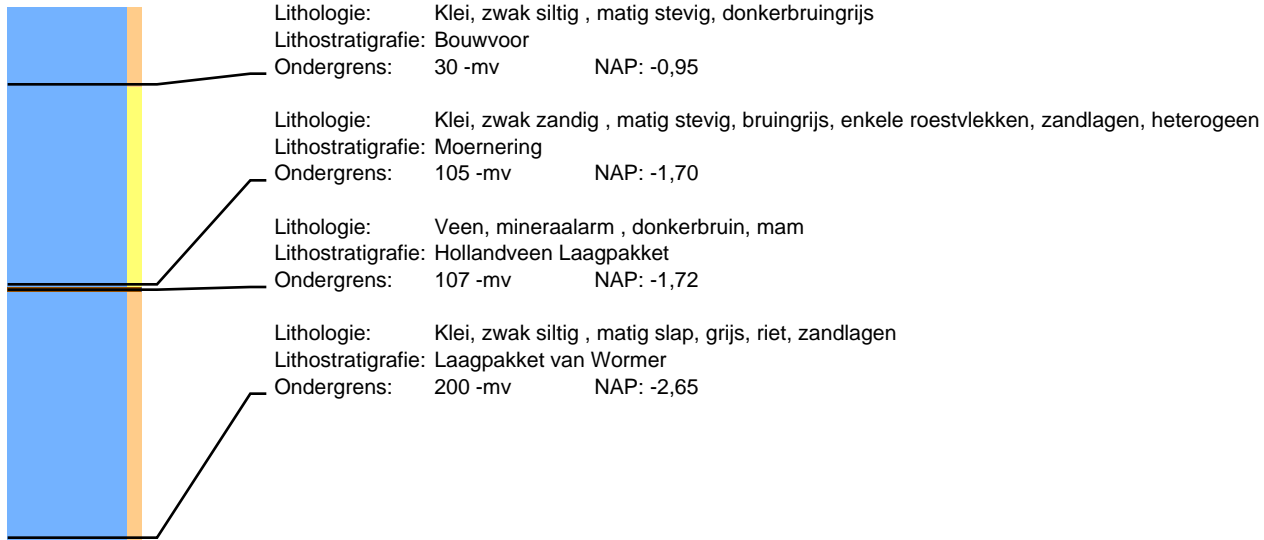 Lithologie: Klei, zwak siltig , matig stevig, donkerbruingrijs
Lithostratigrafie: Bouwvoor
Ondergrens: 30 -mv NAP: -0,95
Lithologie: Klei, zwak zandig , matig stevig, bruingrijs, enkele roestvlekken, zandlagen, heterogeen
Lithostratigrafie: Moernering
Ondergrens: 105 -mv NAP: -1,70
Lithologie: Veen, mineraalarm , donkerbruin, mam
Lithostratigrafie: Hollandveen Laagpakket
Ondergrens: 107 -mv NAP: -1,72
Lithologie: Klei, zwak siltig , matig slap, grijs, riet, zandlagen
Lithostratigrafie: Laagpakket van Wormer
Ondergrens: 200 -mv NAP: -2,65